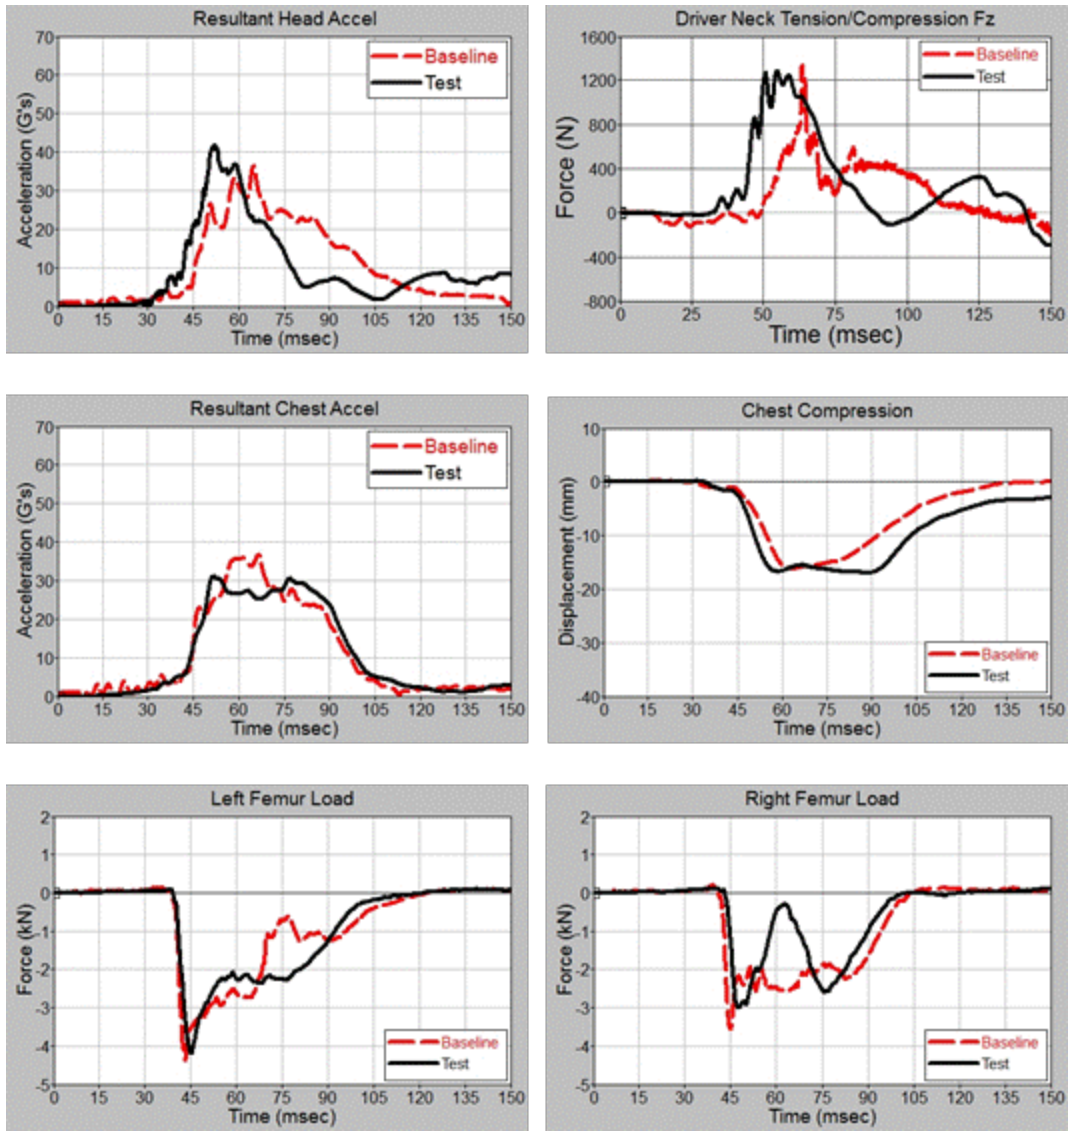 Resultant Head Accel
70
60
50
40
30
20
10
0
Acceleration (G's)
Baseline
Test
0 15 30 45 60 75 90 105 120 135 150
Time (msec)
Driver Neck Tension/Compression Fz
1600
1200
800
400
0
-400
-800
Force (N)
Baseline
Test
0 25 50 75 100 125 150
Time (msec)
Resultant Chest Accel
70
60
50
40
30
20
10
0
Acceleration (G's)
Baseline
Test
0 15 30 45 60 75 90 105 120 135 150
Time (msec)
Chest Compression
10
0
-10
-20
-30
-40
Displacement (mm)
Baseline
Test
0 15 30 45 60 75 90 105 120 135 150
Time (msec)
Left Femur Load
2
1
0
-1
-2
-3
-4
-5
Force (kN)
Baseline
Test
0 15 30 45 60 75 90 105 120 135 150
Time (msec)
Right Femur Load
2
1
0
-1
-2
-3
-4
-5
Force (kN)
Baseline
Test
0 15 30 45 60 75 90 105 120 135 150
Time (msec)